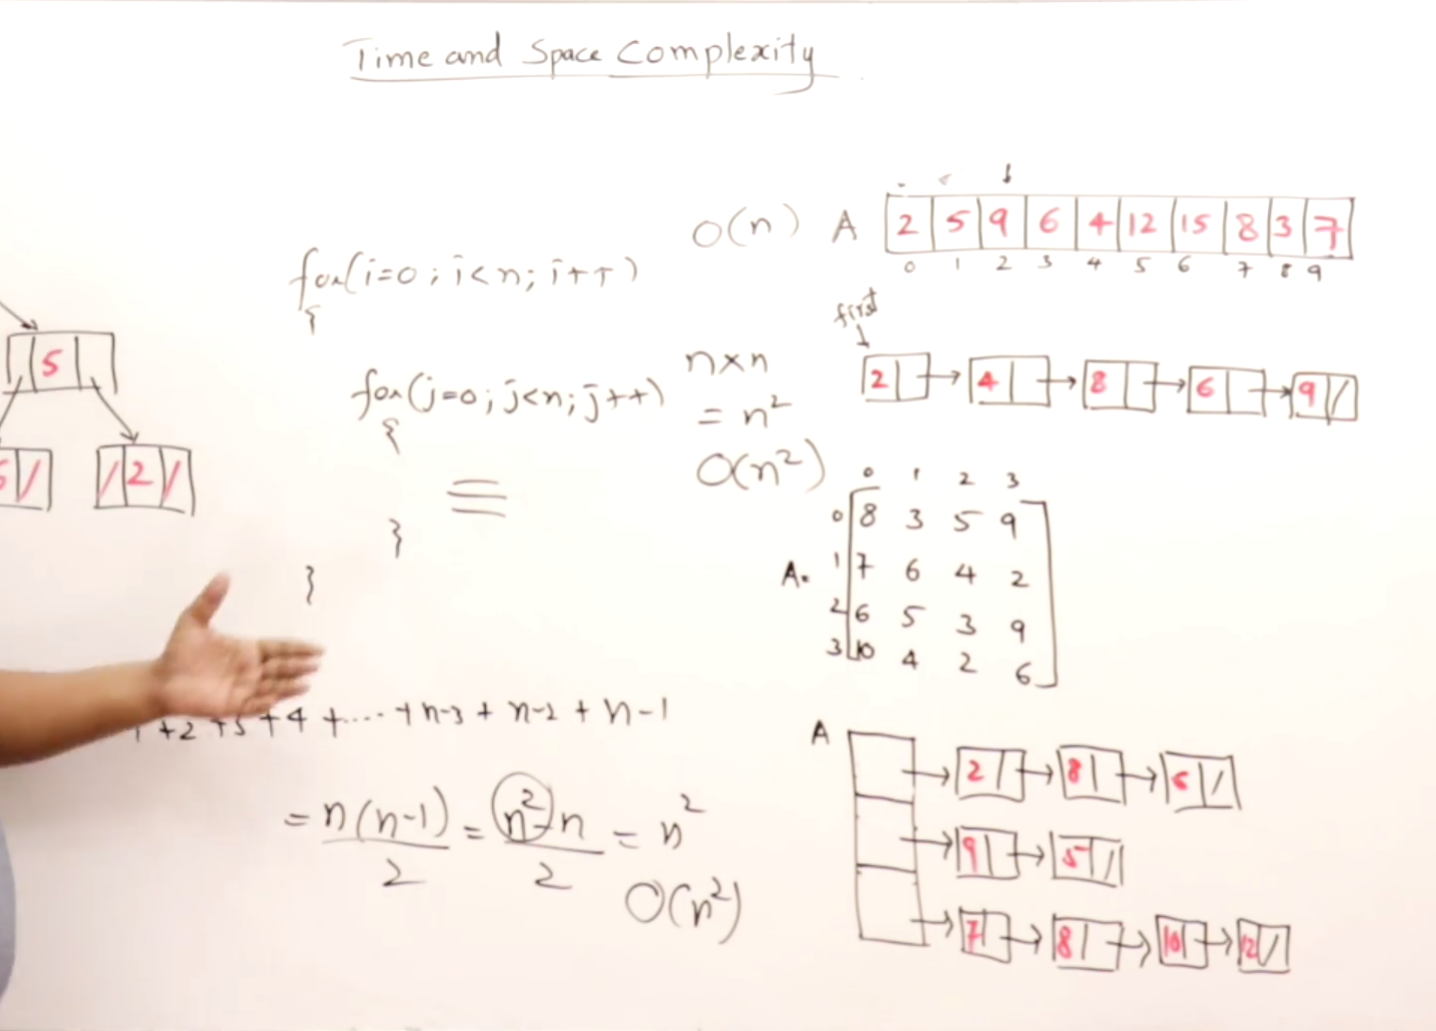 Time and Space Complexity
O(n) A 2 5 9 6 4 12 15 8 3 7
0 1 2 3 4 5 6 7 8 9
for(i=0; i<n; i++)
{
first
5
for(j=0; j<n; j++)
{
n×n
= n²
O(n²)
2 4 8 6 9 /
/ / 2 /
}
}
0 1 2 3
0 8 3 5 9
A. 1 7 6 4 2
2 6 5 3 9
3 10 4 2 6
+2 +3 +4 +....+n-3 + n-2 + n-1
= n(n-1)/2 = n²-n/2 = n²
O(n²)
A
2 8 6 /
9 5 /
7 8 10 12 /